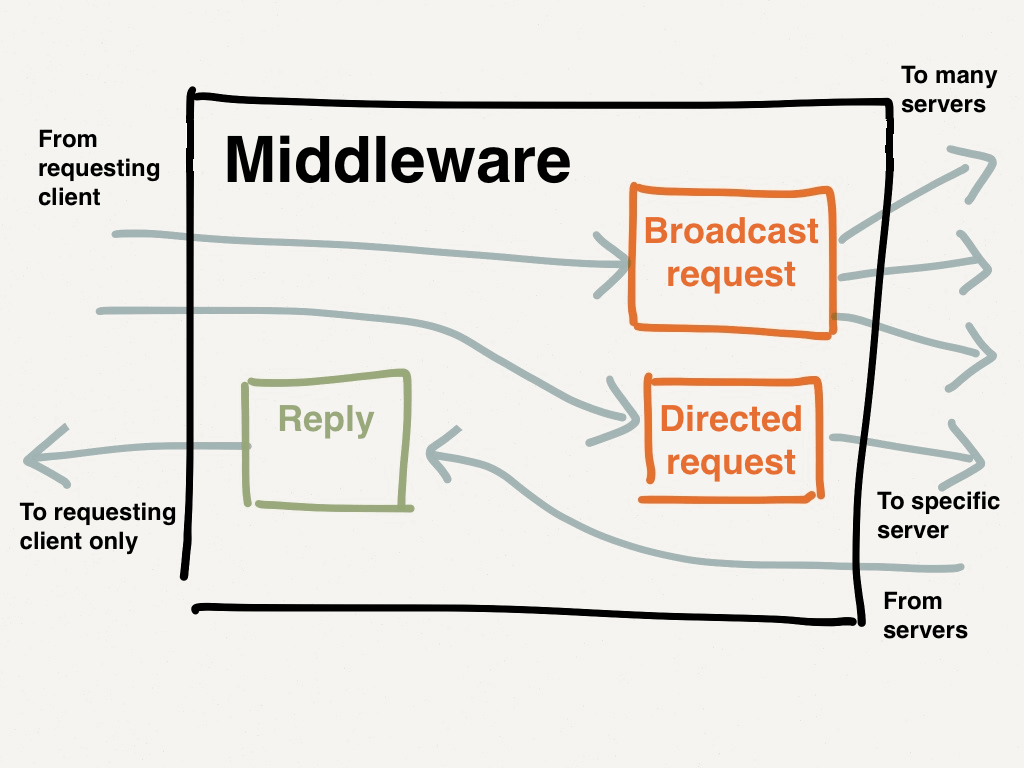 To many
servers
From
requesting
client
Middleware
Broadcast
request
Reply
Directed
request
To requesting
client only
To specific
server
From
servers